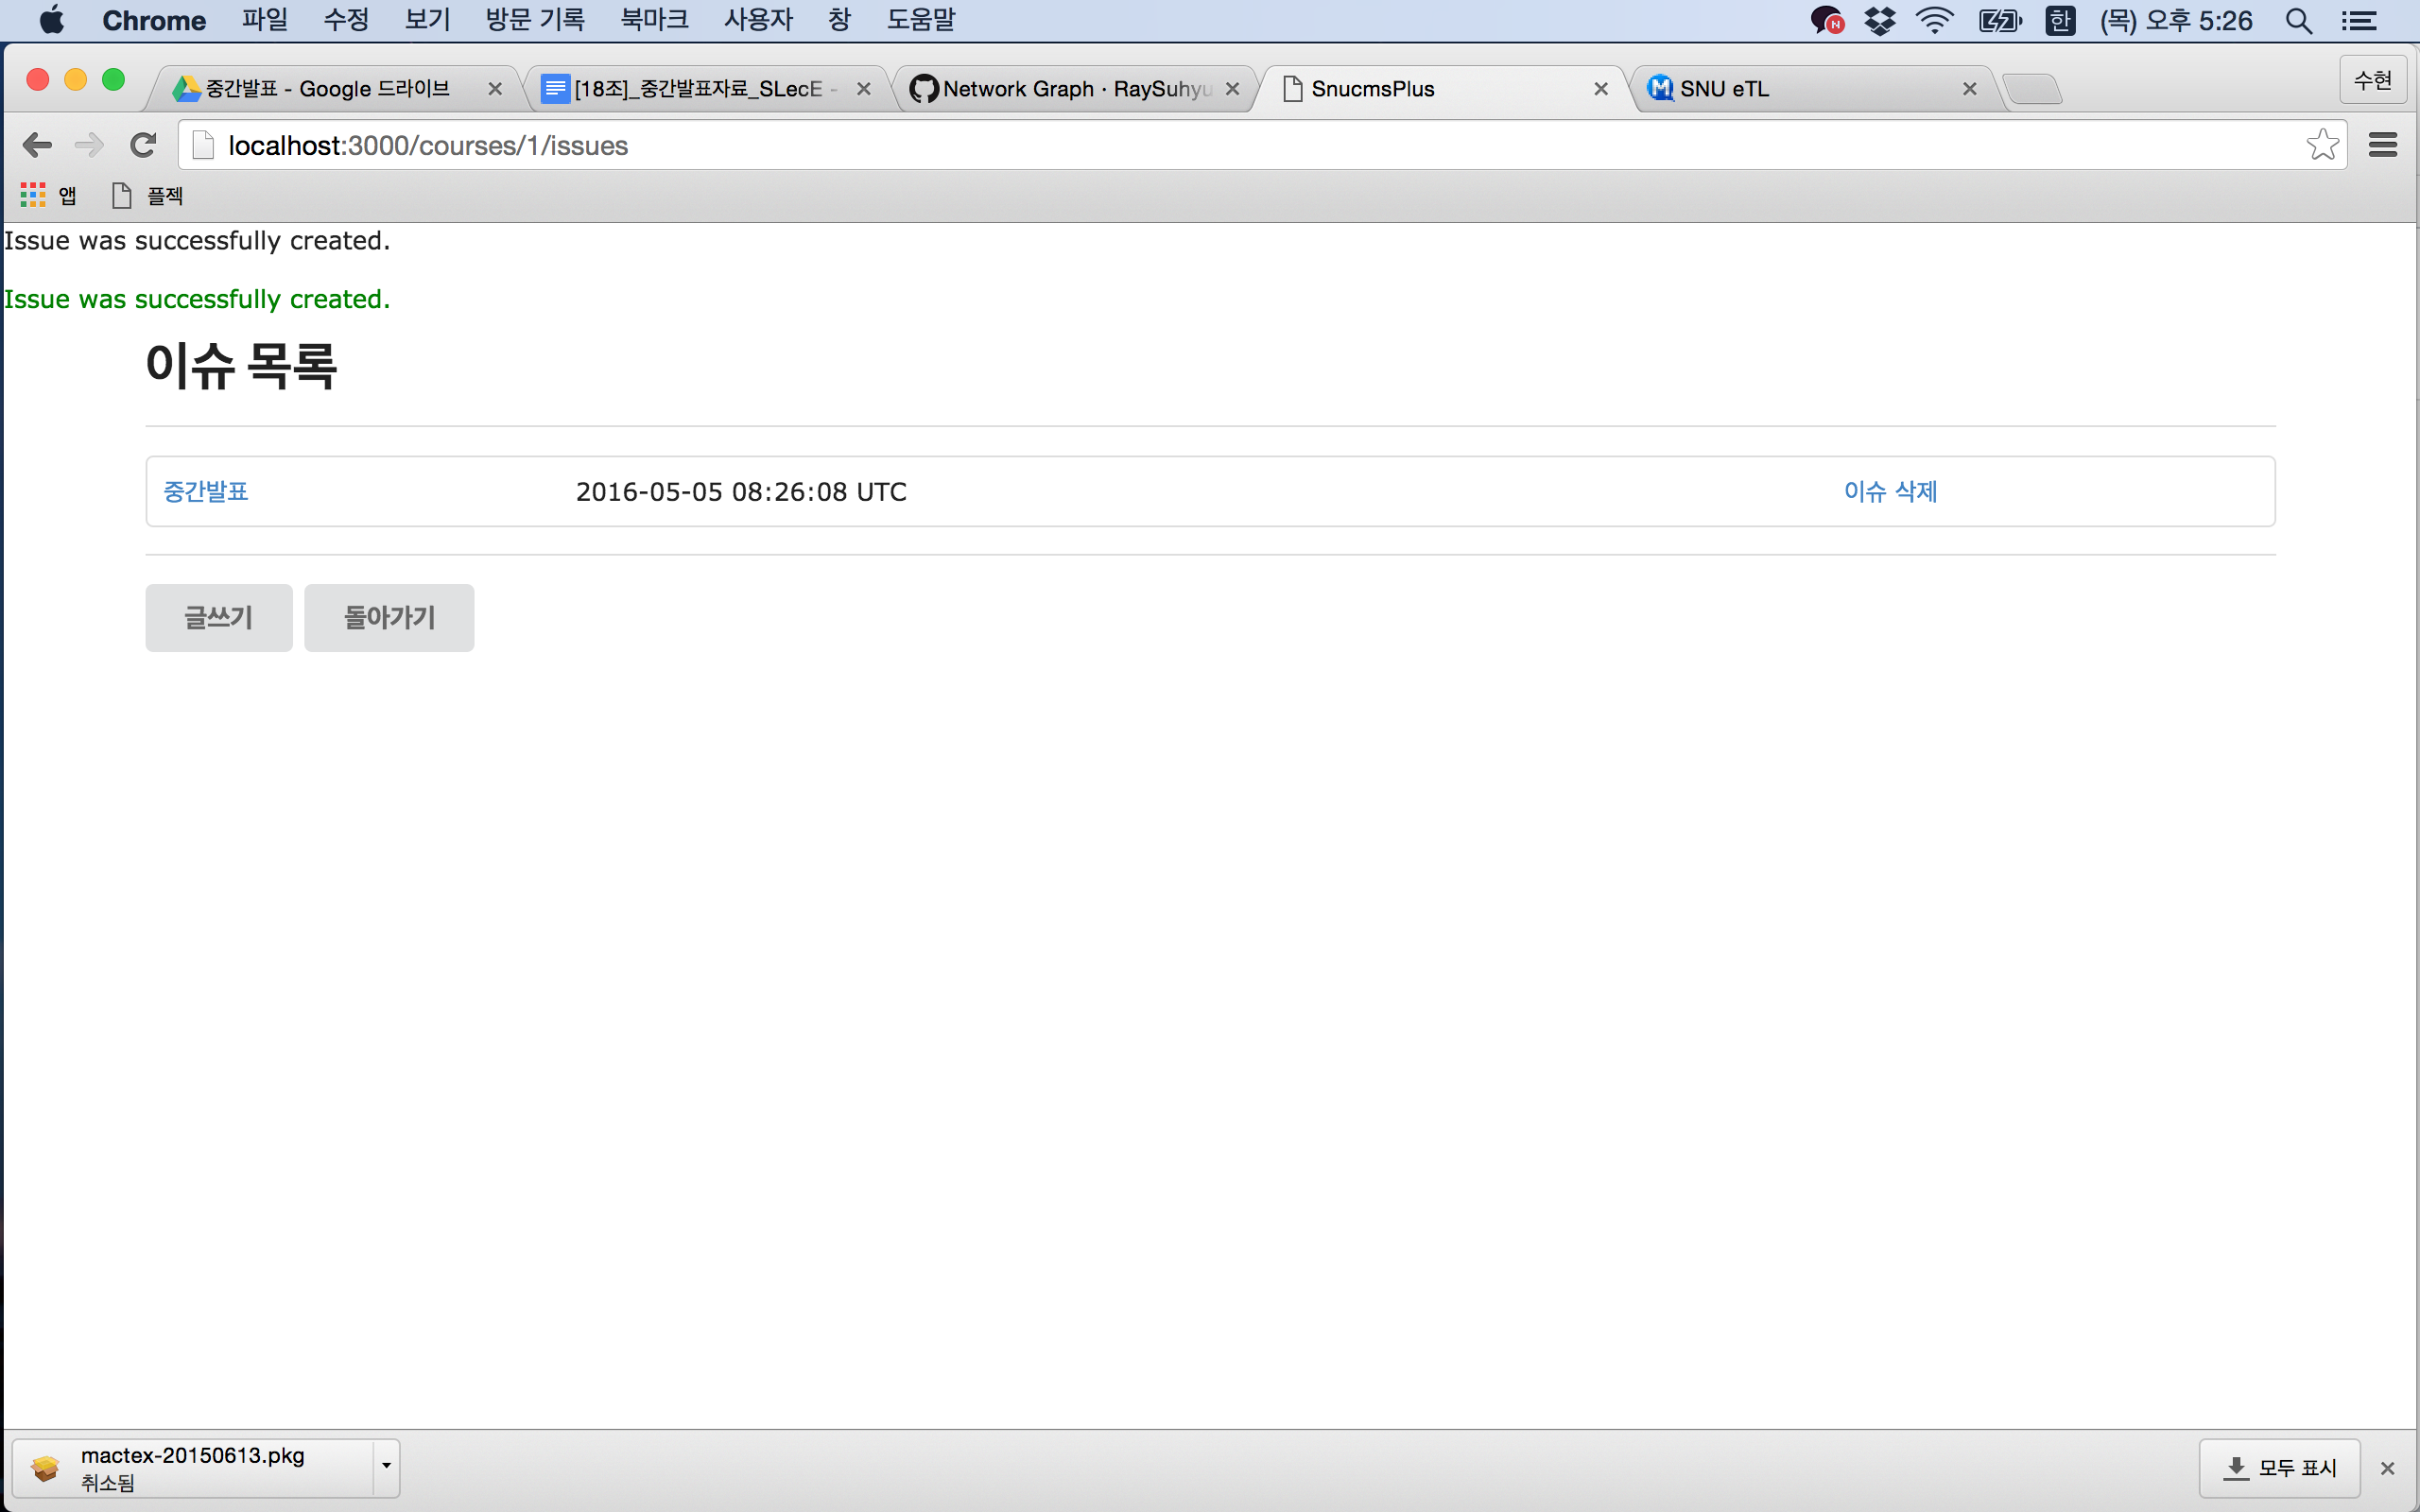 Chrome 파일 수정 보기 방문 기록 북마크 사용자 창 도움말 N 한 (목) 오후 5:26
중간발표 - Google 드라이브 [18조]_중간발표자료_SLecE - Network Graph · RaySuhyu SnucmsPlus SNU eTL 수현
localhost:3000/courses/1/issues
앱 플젝
Issue was successfully created.
Issue was successfully created.
이슈 목록
중간발표 2016-05-05 08:26:08 UTC 이슈 삭제
글쓰기 돌아가기
mactex-20150613.pkg
취소됨
모두 표시